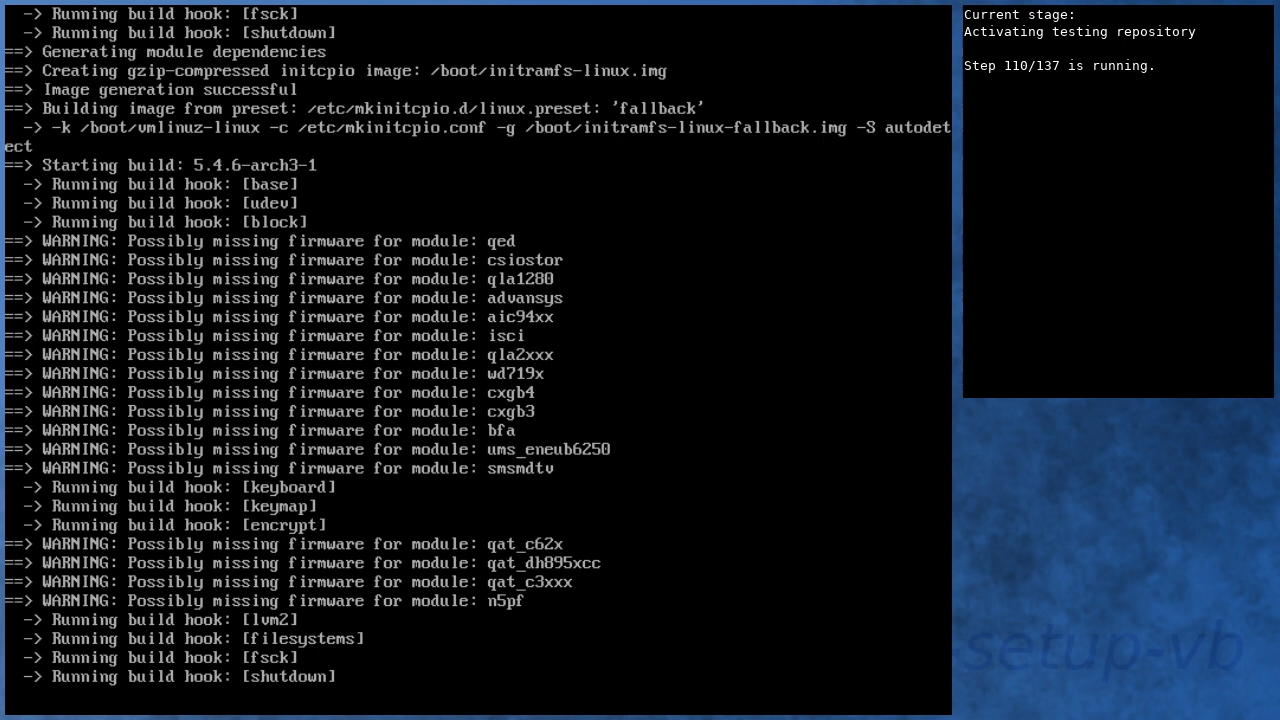 -> Running build hook: [fsck]
  -> Running build hook: [shutdown]
==> Generating module dependencies
==> Creating gzip-compressed initcpio image: /boot/initramfs-linux.img
==> Image generation successful
==> Building image from preset: /etc/mkinitcpio.d/linux.preset: 'fallback'
  -> -k /boot/vmlinuz-linux -c /etc/mkinitcpio.conf -g /boot/initramfs-linux-fallback.img -S autodet
ect
==> Starting build: 5.4.6-arch3-1
  -> Running build hook: [base]
  -> Running build hook: [udev]
  -> Running build hook: [block]
==> WARNING: Possibly missing firmware for module: qed
==> WARNING: Possibly missing firmware for module: csiostor
==> WARNING: Possibly missing firmware for module: qla1280
==> WARNING: Possibly missing firmware for module: advansys
==> WARNING: Possibly missing firmware for module: aic94xx
==> WARNING: Possibly missing firmware for module: isci
==> WARNING: Possibly missing firmware for module: qla2xxx
==> WARNING: Possibly missing firmware for module: wd719x
==> WARNING: Possibly missing firmware for module: cxgb4
==> WARNING: Possibly missing firmware for module: cxgb3
==> WARNING: Possibly missing firmware for module: bfa
==> WARNING: Possibly missing firmware for module: ums_eneub6250
==> WARNING: Possibly missing firmware for module: smsmdtv
  -> Running build hook: [keyboard]
  -> Running build hook: [keymap]
  -> Running build hook: [encrypt]
==> WARNING: Possibly missing firmware for module: qat_c62x
==> WARNING: Possibly missing firmware for module: qat_dh895xcc
==> WARNING: Possibly missing firmware for module: qat_c3xxx
==> WARNING: Possibly missing firmware for module: n5pf
  -> Running build hook: [lvm2]
  -> Running build hook: [filesystems]
  -> Running build hook: [fsck]
  -> Running build hook: [shutdown]
Current stage:
Activating testing repository
Step 110/137 is running.
setup-vb